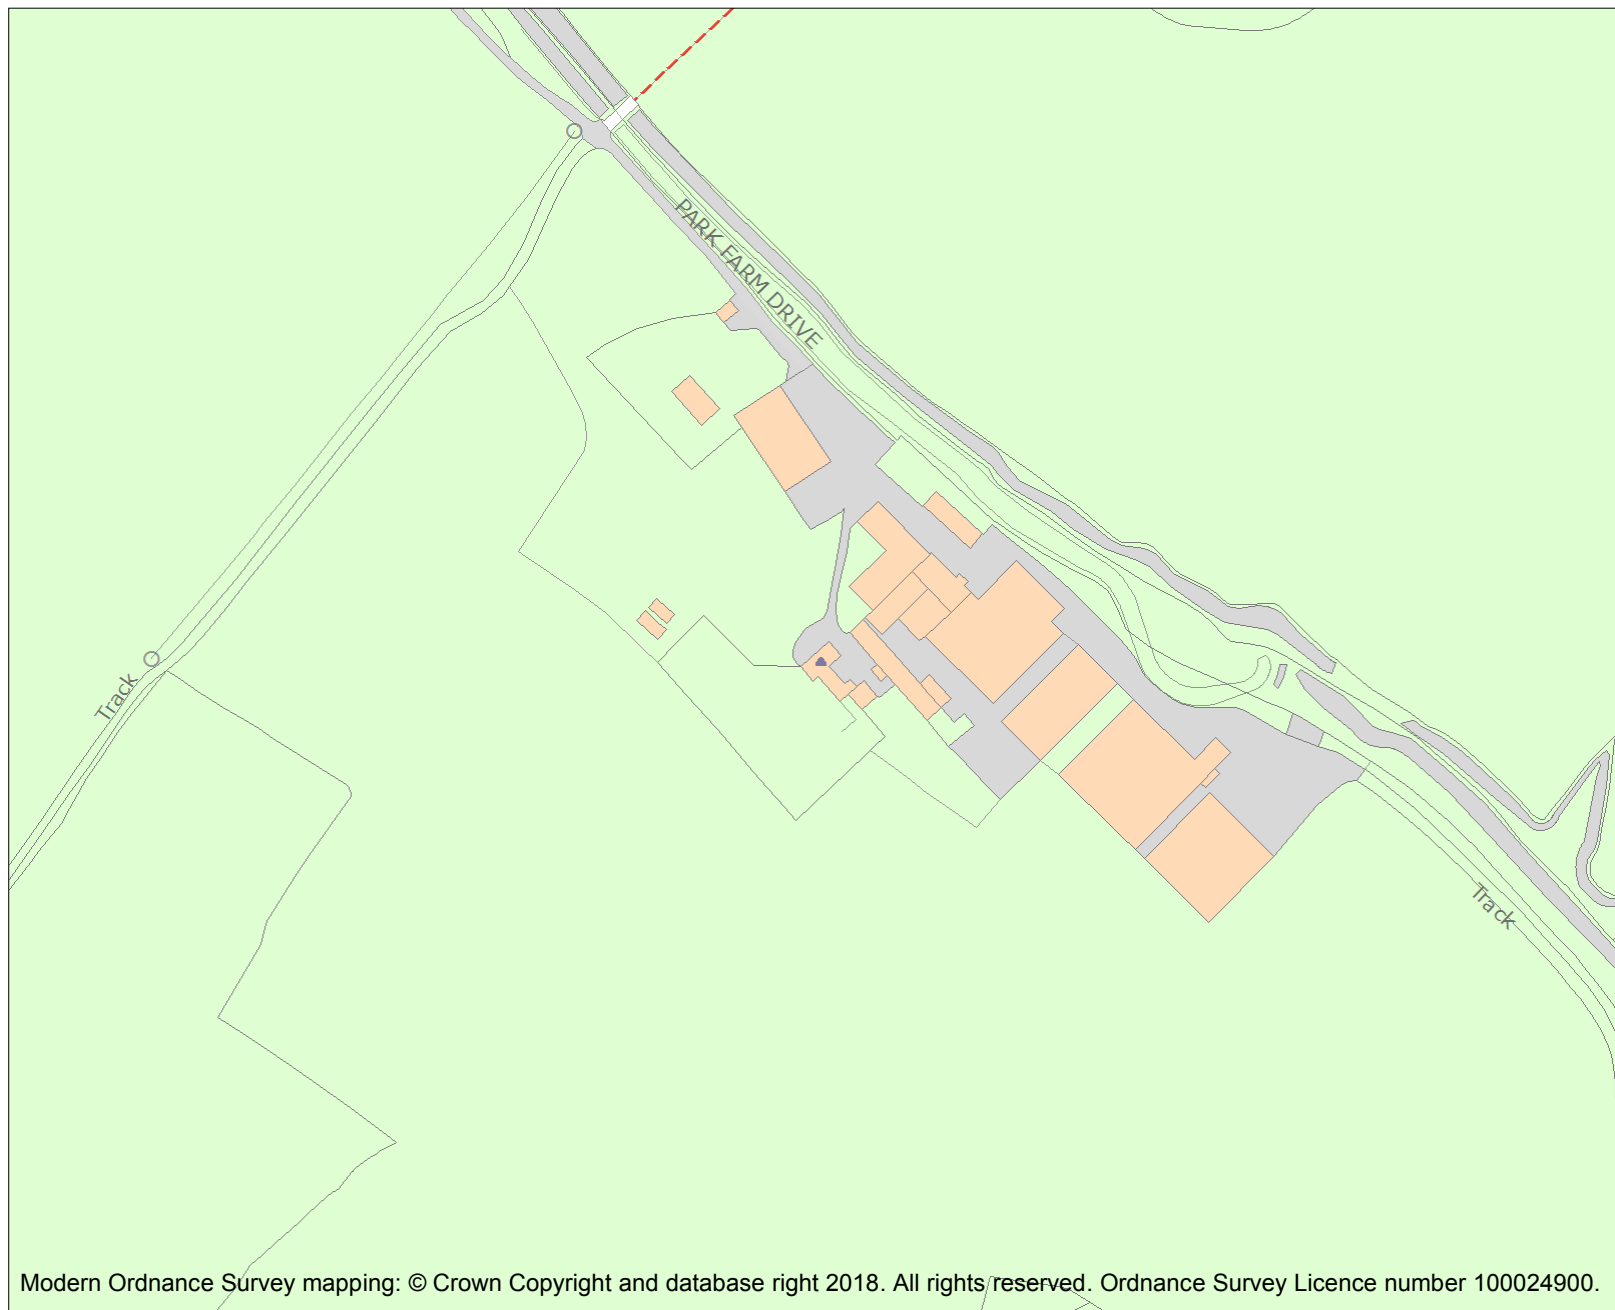 PARK FARM DRIVE
Track
Track
Modern Ordnance Survey mapping: © Crown Copyright and database right 2018. All rights reserved. Ordnance Survey Licence number 100024900.